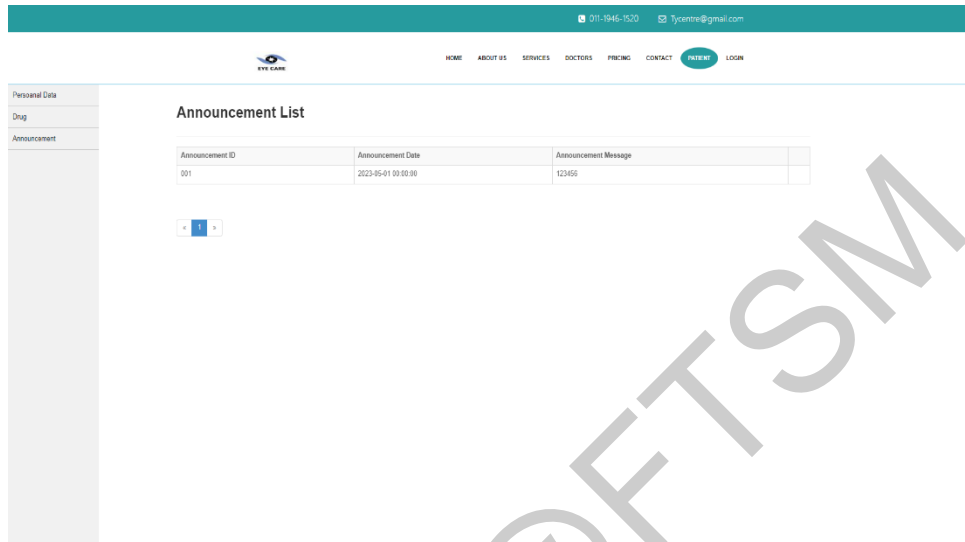 011-1946-1520 Tycentre@gmail.com
EYE CARE
HOME ABOUT US SERVICES DOCTORS PRICING CONTACT PATIENT LOGIN
Persoanal Data
Drug
Announcement
Announcement List
Announcement ID Announcement Date Announcement Message
001 2023-05-01 00:00:00 123456
« 1 »
@FTSM